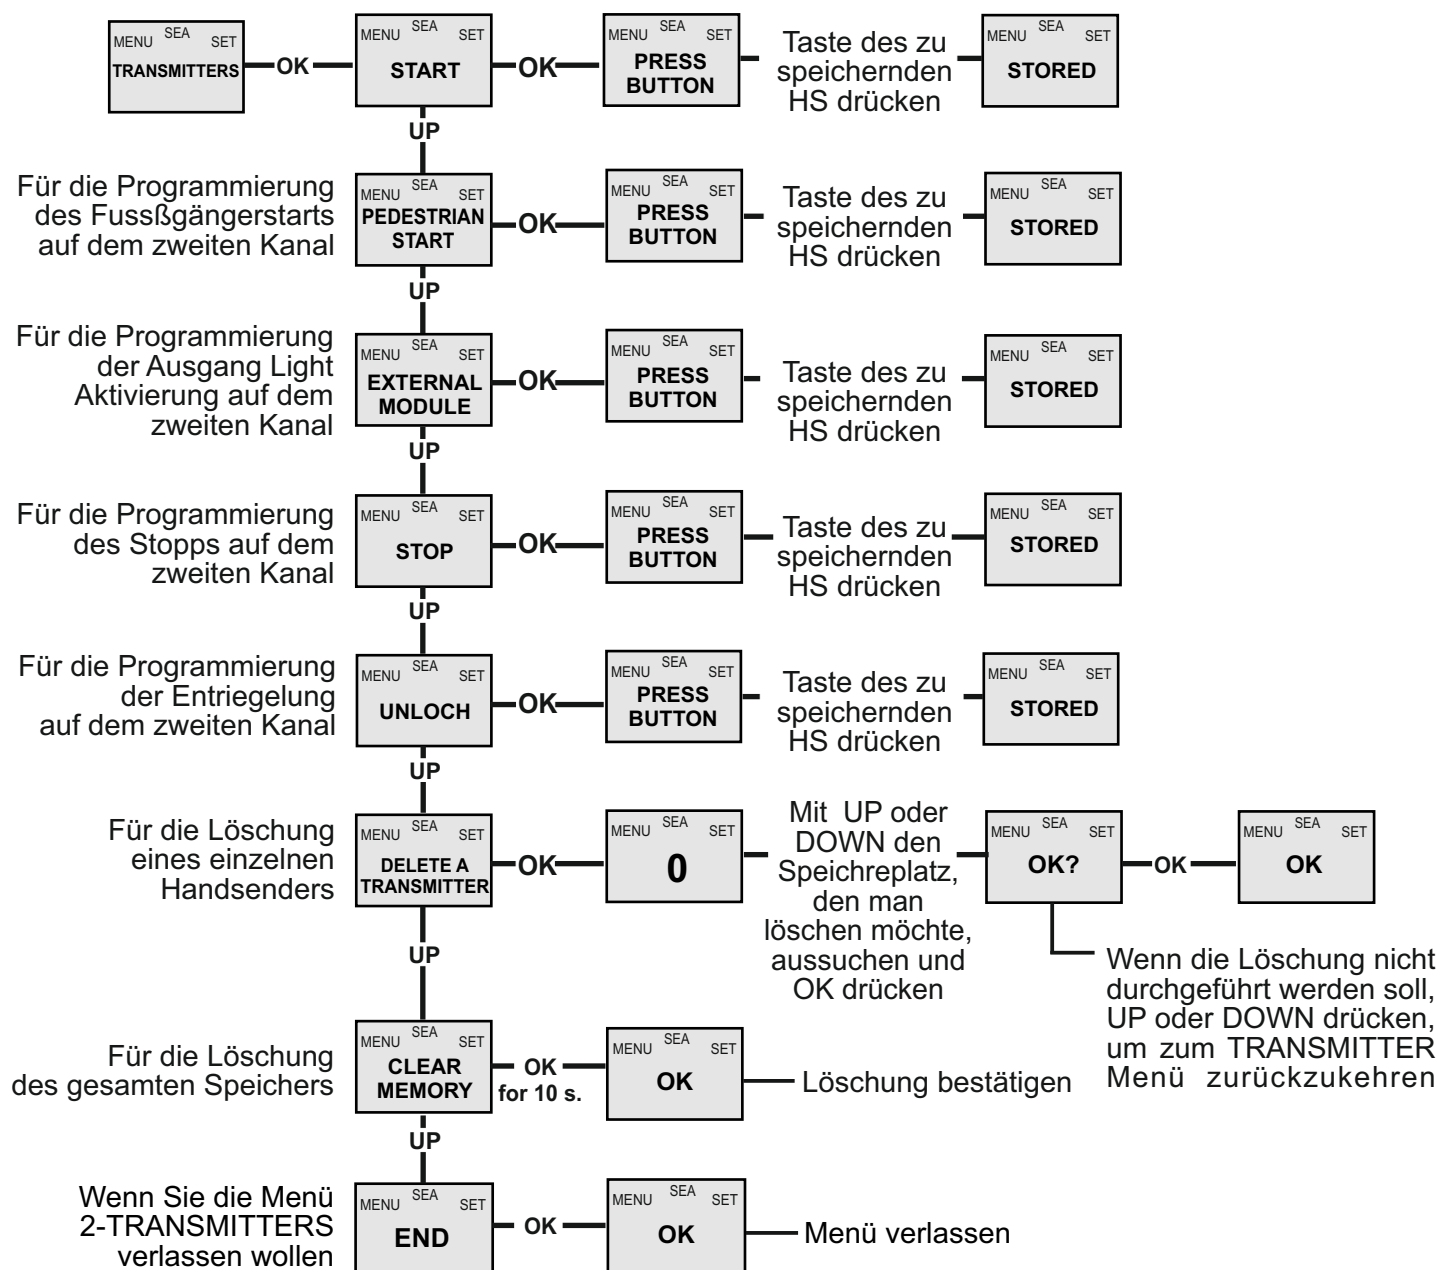 MENU SEA SET
TRANSMITTERS
OK
MENU SEA SET
START
OK
MENU SEA SET
PRESS
BUTTON
Taste des zu
speichernden
HS drücken
MENU SEA SET
STORED
UP
Für die Programmierung
des Fussßgängerstarts
auf dem zweiten Kanal
MENU SEA SET
PEDESTRIAN
START
OK
MENU SEA SET
PRESS
BUTTON
Taste des zu
speichernden
HS drücken
MENU SEA SET
STORED
UP
Für die Programmierung
der Ausgang Light
Aktivierung auf dem
zweiten Kanal
MENU SEA SET
EXTERNAL
MODULE
OK
MENU SEA SET
PRESS
BUTTON
Taste des zu
speichernden
HS drücken
MENU SEA SET
STORED
UP
Für die Programmierung
des Stopps auf dem
zweiten Kanal
MENU SEA SET
STOP
OK
MENU SEA SET
PRESS
BUTTON
Taste des zu
speichernden
HS drücken
MENU SEA SET
STORED
UP
Für die Programmierung
der Entriegelung
auf dem zweiten Kanal
MENU SEA SET
UNLOCH
OK
MENU SEA SET
PRESS
BUTTON
Taste des zu
speichernden
HS drücken
MENU SEA SET
STORED
UP
Für die Löschung
eines einzelnen
Handsenders
MENU SEA SET
DELETE A
TRANSMITTER
OK
MENU SEA SET
0
Mit UP oder
DOWN den
Speichreplatz,
den man
löschen möchte,
aussuchen und
OK drücken
MENU SEA SET
OK?
OK
MENU SEA SET
OK
Wenn die Löschung nicht
durchgeführt werden soll,
UP oder DOWN drücken,
um zum TRANSMITTER
Menü zurückzukehren
UP
Für die Löschung
des gesamten Speichers
MENU SEA SET
CLEAR
MEMORY
OK
for 10 s.
MENU SEA SET
OK
Löschung bestätigen
UP
Wenn Sie die Menü
2-TRANSMITTERS
verlassen wollen
MENU SEA SET
END
OK
MENU SEA SET
OK
Menü verlassen